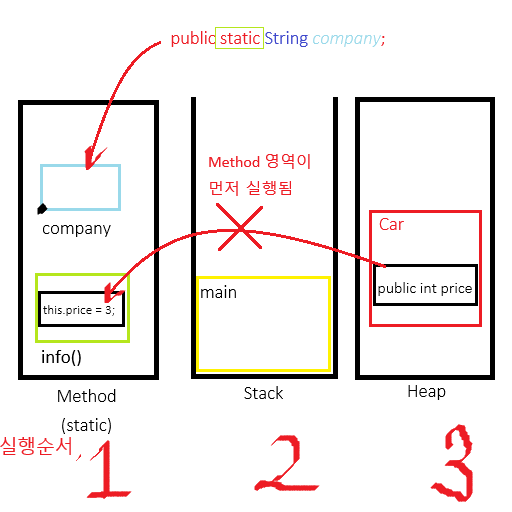 public static String company;
Method 영역이
먼저 실행됨
company
this.price = 3;
info()
main
Car
public int price
Method
(static)
Stack
Heap
실행순서,
1 2 3